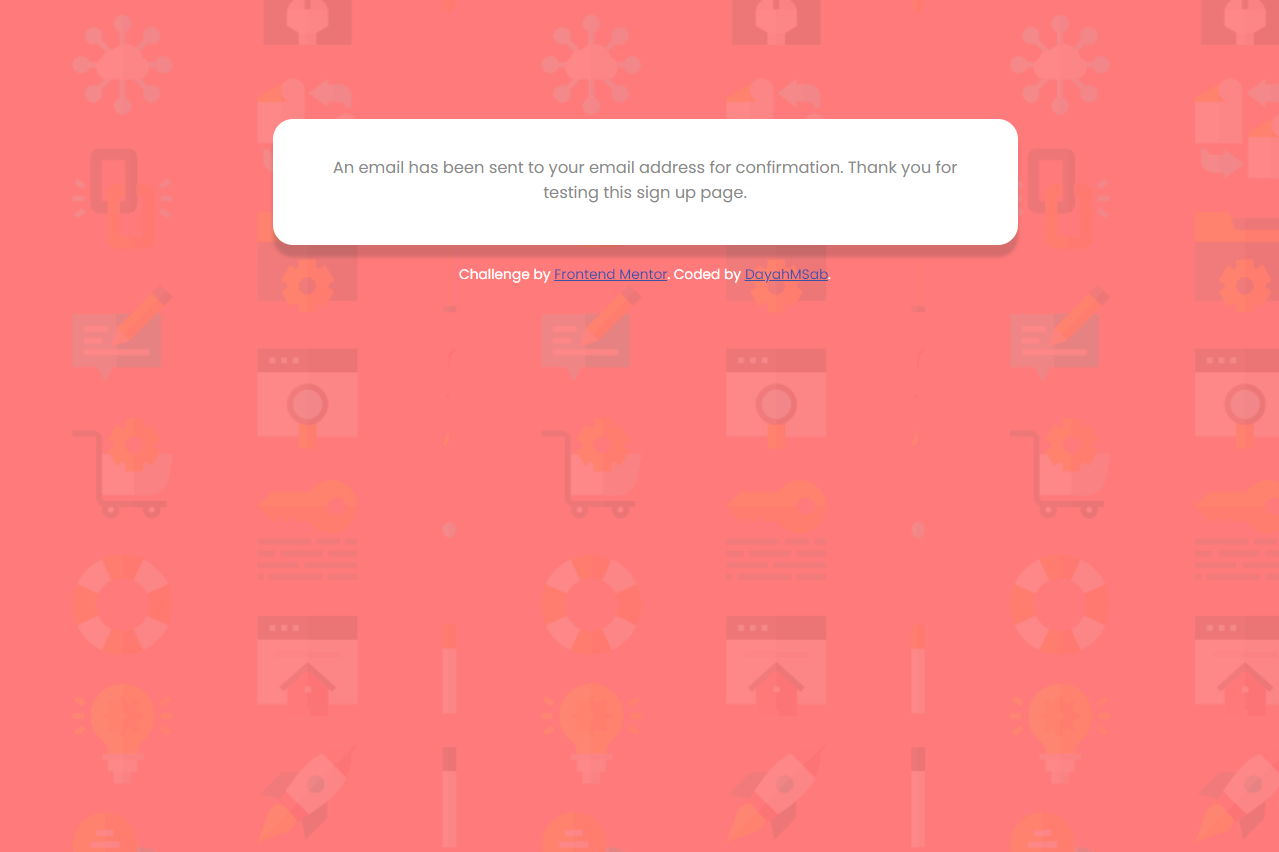 An email has been sent to your email address for confirmation. Thank you for
testing this sign up page.
Challenge by Frontend Mentor. Coded by DayahMSab.